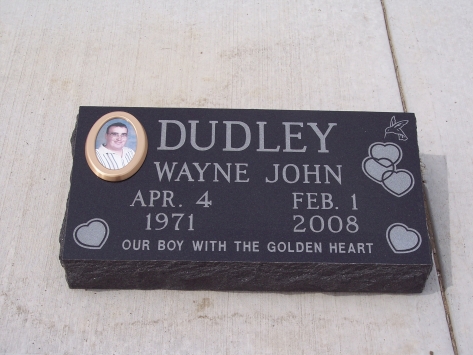 DUDLEY
WAYNE JOHN
APR. 4 FEB. 1
1971 2008
OUR BOY WITH THE GOLDEN HEART